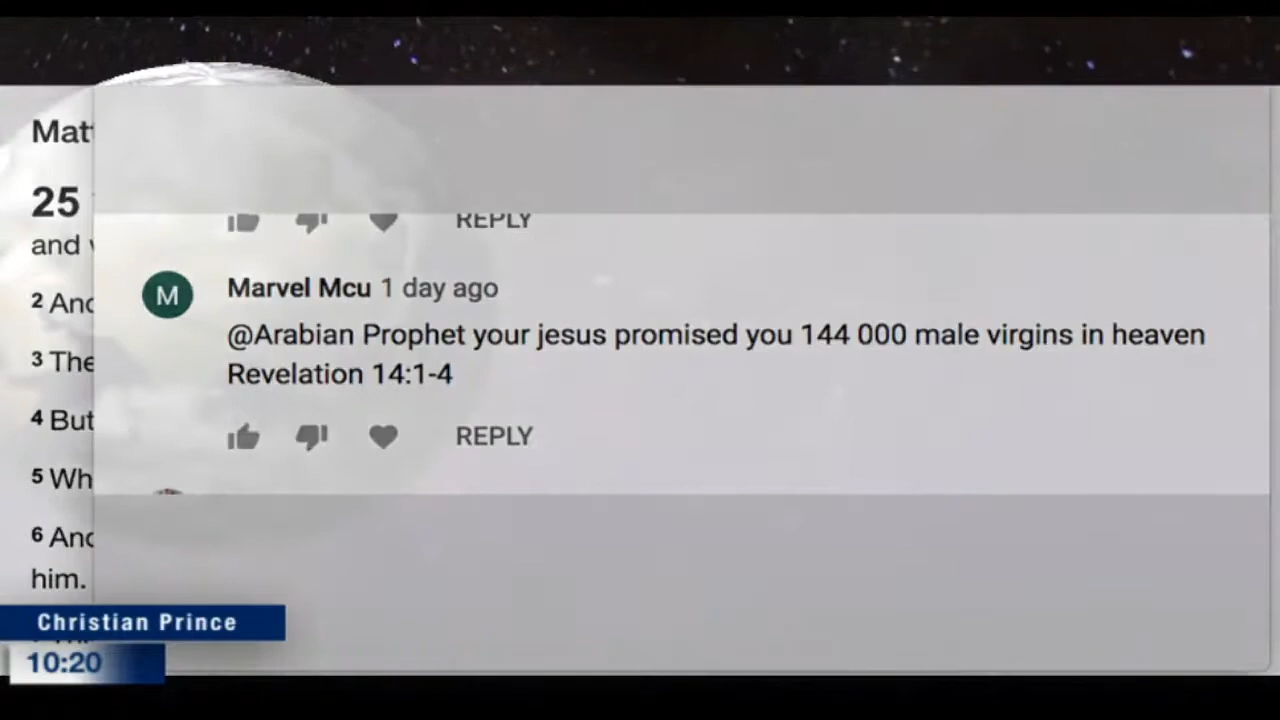 Mat
25
and
2 And
3 The
4 But
5 Wh
6 And
him.
REPLY
M
Marvel Mcu 1 day ago
@Arabian Prophet your jesus promised you 144 000 male virgins in heaven
Revelation 14:1-4
REPLY
Christian Prince
10:20